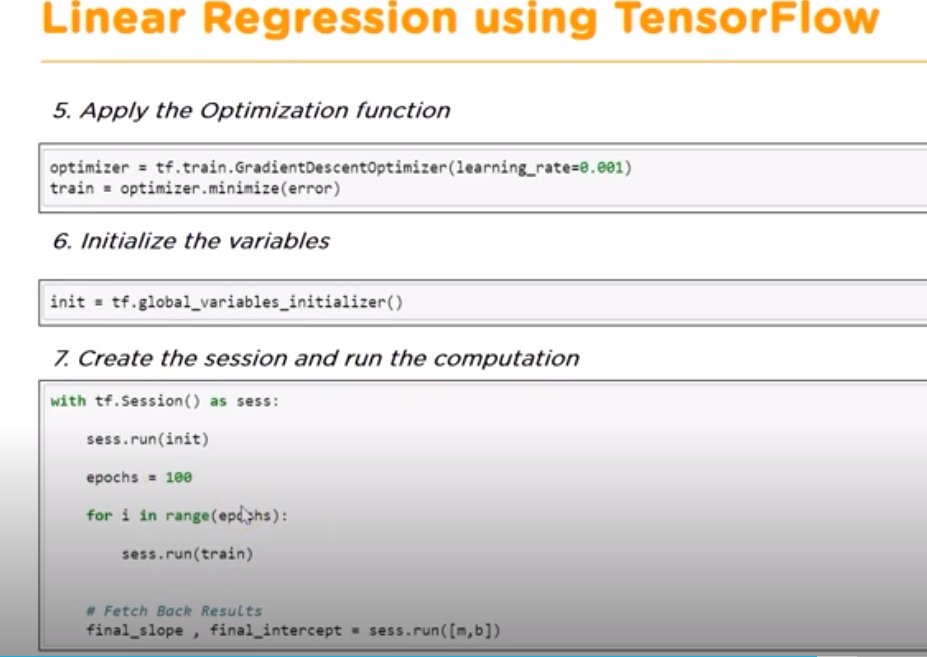 Linear Regression using TensorFlow
5. Apply the Optimization function
optimizer = tf.train.GradientDescentOptimizer(learning_rate=0.001)
train = optimizer.minimize(error)
6. Initialize the variables
init = tf.global_variables_initializer()
7. Create the session and run the computation
with tf.Session() as sess:
sess.run(init)
epochs = 100
for i in range(epochs):
sess.run(train)
# Fetch Back Results
final_slope , final_intercept = sess.run([m,b])